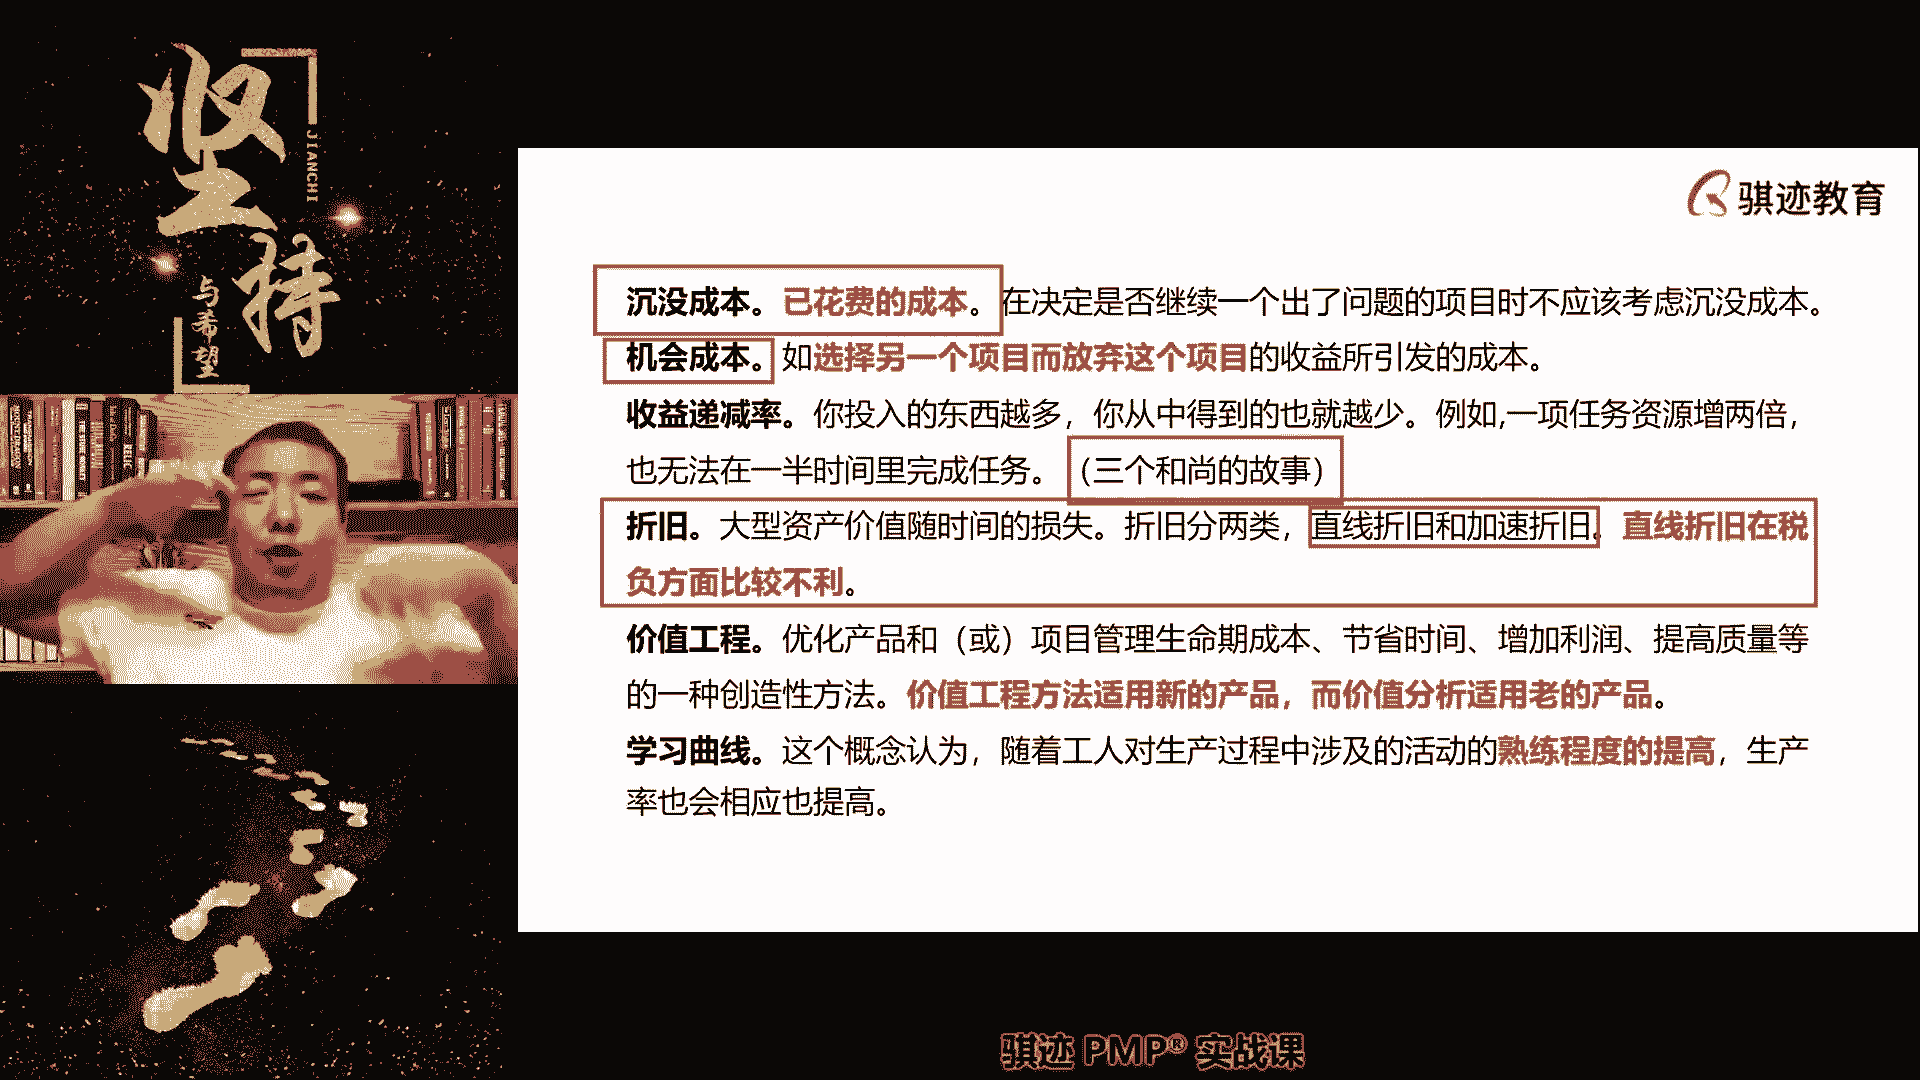 坚持
JIANCHI
与希望
骐迹教育
沉没成本。已花费的成本。在决定是否继续一个出了问题的项目时不应该考虑沉没成本。
机会成本。如选择另一个项目而放弃这个项目的收益所引发的成本。
收益递减率。你投入的东西越多，你从中得到的也就越少。例如,一项任务资源增两倍，
也无法在一半时间里完成任务。（三个和尚的故事）
折旧。大型资产价值随时间的损失。折旧分两类，直线折旧和加速折旧。直线折旧在税
负方面比较不利。
价值工程。优化产品和（或）项目管理生命期成本、节省时间、增加利润、提高质量等
的一种创造性方法。价值工程方法适用新的产品，而价值分析适用老的产品。
学习曲线。这个概念认为，随着工人对生产过程中涉及的活动的熟练程度的提高，生产
率也会相应也提高。
骐迹 PMP® 实战课